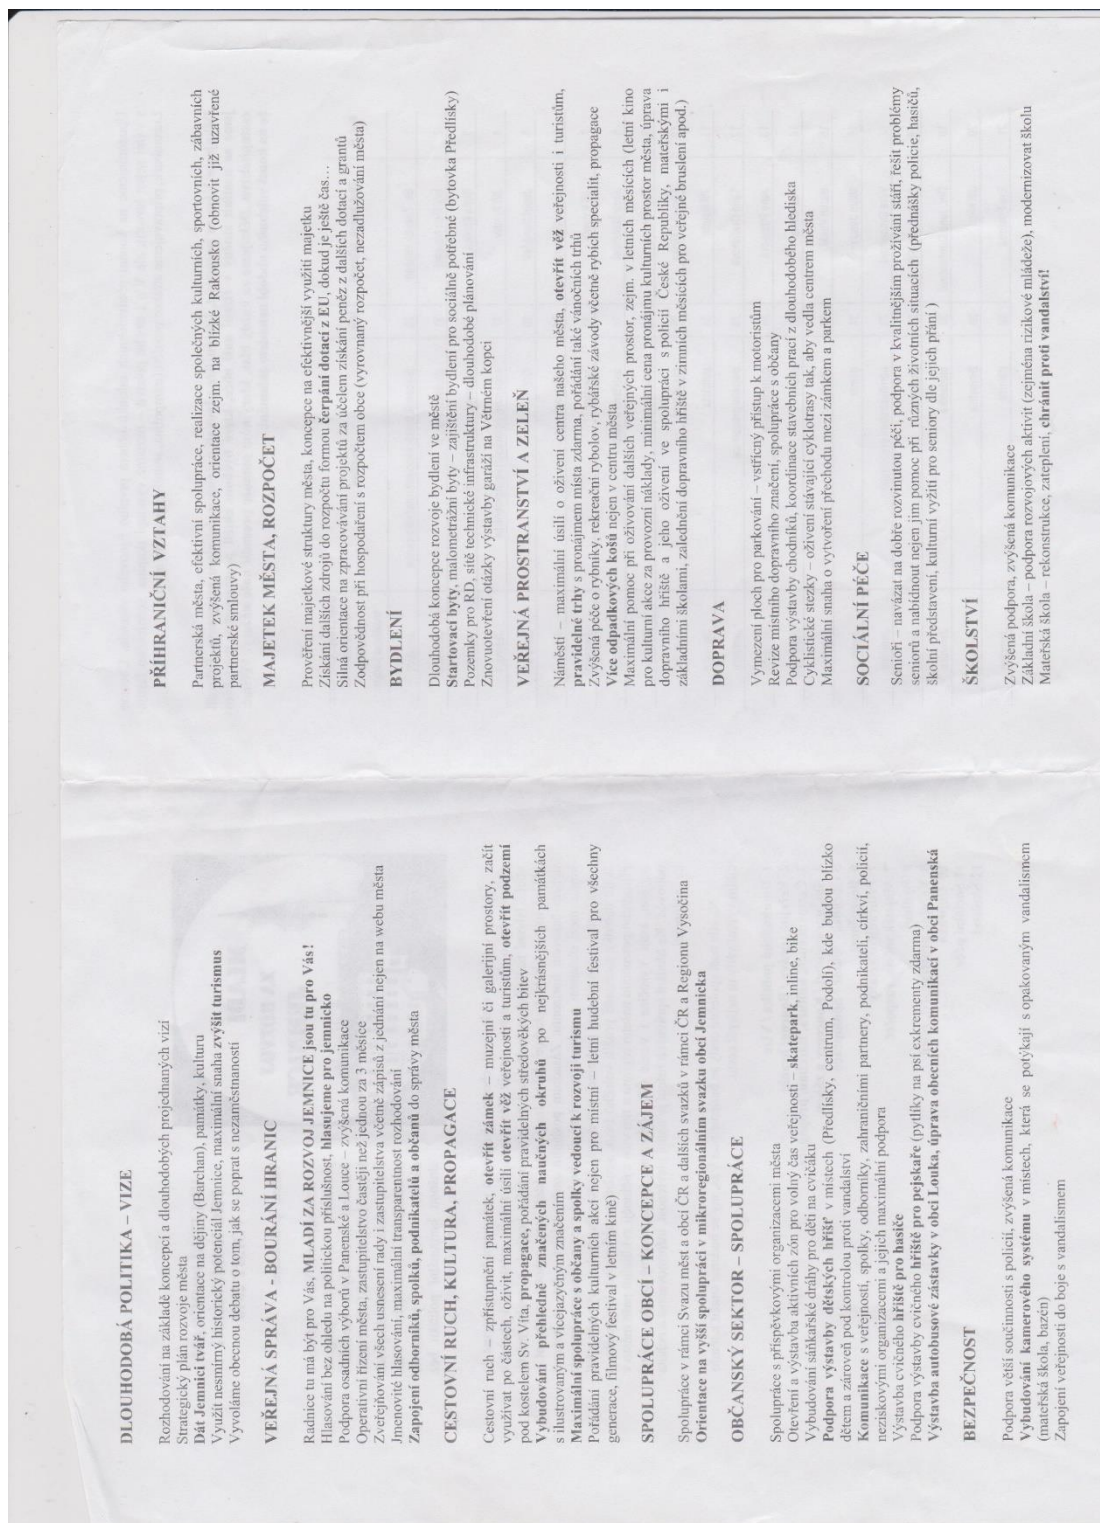 DLOUHODOBÁ POLITIKA – VIZE
Rozhodování na základě koncepcí a dlouhodobých projednaných vizí
Strategický plán rozvoje města
Dát Jemnici tvář, orientace na dějiny (Barchan), památky, kulturu
Využít nesmírný historický potenciál Jemnice, maximální snaha zvýšit turismus
Vyvoláme obecnou debatu o tom, jak se poprat s nezaměstnaností
VEŘEJNÁ SPRÁVA - BOURÁNÍ HRANIC
Radnice tu má být pro Vás, MLADÍ ZA ROZVOJ JEMNICE jsou tu pro Vás!
Hlasování bez ohledu na politickou příslušnost, hlasujeme pro jemnicko
Podpora osadních výborů v Panenské a Louce – zvýšená komunikace
Operativní řízení města, zastupitelstvo častěji než jednou za 3 měsíce
Zveřejňování všech usnesení rady i zastupitelstva včetně zápisů z jednání nejen na webu města
Jmenovité hlasování, maximální transparentnost rozhodování
Zapojení odborníků, spolků, podnikatelů a občanů do správy města
CESTOVNÍ RUCH, KULTURA, PROPAGACE
Cestovní ruch – zpřístupnění památek, otevřít zámek – muzejní či galerijní prostory, začít
využívat po částech, oživit, maximální úsilí otevřít věž veřejnosti a turistům, otevřít podzemí
pod kostelem Sv. Víta, propagace, pořádání pravidelných středověkých bitev
Vybudování přehledně značených naučných okruhů po nejkrásnějších památkách
s ilustrovaným a vícejazyčným značením
Maximální spolupráce s občany a spolky vedoucí k rozvoji turismu
Pořádání pravidelných kulturních akcí nejen pro místní – letní hudební festival pro všechny
generace, filmový festival v letním kině)
SPOLUPRÁCE OBCÍ – KONCEPCE A ZÁJEM
Spolupráce v rámci Svazu měst a obcí ČR a dalších svazků v rámci ČR a Regionu Vysočina
Orientace na vyšší spolupráci v mikroregionálním svazku obcí Jemnicka
OBČANSKÝ SEKTOR – SPOLUPRÁCE
Spolupráce s příspěvkovými organizacemi města
Otevření a výstavba aktivních zón pro volný čas veřejnosti – skatepark, inline, bike
Vybudování sáňkařské dráhy pro děti na cvičáku
Podpora výstavby dětských hřišť v místech (Předlísky, centrum, Podolí), kde budou blízko
dětem a zároveň pod kontrolou proti vandalství
Komunikace s veřejností, spolky, odborníky, zahraničními partnery, podnikateli, církví, policií,
neziskovými organizacemi a jejich maximální podpora
Výstavba cvičného hřiště pro hasiče
Podpora výstavby cvičného hřiště pro pejskaře (pytlíky na psí exkrementy zdarma)
Výstavba autobusové zástavky v obci Louka, úprava obecních komunikací v obci Panenská
BEZPEČNOST
Podpora větší součinnosti s policií, zvýšená komunikace
Vybudování kamerového systému v místech, která se potýkají s opakovaným vandalismem
(mateřská škola, bazén)
Zapojení veřejnosti do boje s vandalismem
PŘÍHRANIČNÍ VZTAHY
Partnerská města, efektivní spolupráce, realizace společných kulturních, sportovních, zábavních
projektů, zvýšená komunikace, orientace zejm. na blízké Rakousko (obnovit již uzavřené
partnerské smlouvy)
MAJETEK MĚSTA, ROZPOČET
Prověření majetkové struktury města, koncepce na efektivnější využití majetku
Získání dalších zdrojů do rozpočtu formou čerpání dotací z EU, dokud je ještě čas…
Silná orientace na zpracovávání projektů za účelem získání peněz z dalších dotací a grantů
Zodpovědnost při hospodaření s rozpočtem obce (vyrovnaný rozpočet, nezadlužování města)
BYDLENÍ
Dlouhodobá koncepce rozvoje bydlení ve městě
Startovací byty, malometrážní byty – zajištění bydlení pro sociálně potřebné (bytovka Předlísky)
Pozemky pro RD, sítě technické infrastruktury – dlouhodobé plánování
Znovuotevření otázky výstavby garáží na Větrném kopci
VEŘEJNÁ PROSTRANSTVÍ A ZELEŇ
Náměstí – maximální úsilí o oživení centra našeho města, otevřít věž veřejnosti i turistům,
pravidelné trhy s pronájmem místa zdarma, pořádání také vánočních trhů
Zvýšená péče o rybníky, rekreační rybolov, rybářské závody včetně rybích specialit, propagace
Více odpadkových košů nejen v centru města
Maximální pomoc při oživování dalších veřejných prostor, zejm. v letních měsících (letní kino
pro kulturní akce za provozní náklady, minimální cena pronájmu kulturních prostor města, úprava
dopravního hřiště a jeho oživení ve spolupráci s policií České Republiky, mateřskými i
základními školami, zalednění dopravního hřiště v zimních měsících pro veřejné bruslení apod.)
DOPRAVA
Vymezení ploch pro parkování – vstřícný přístup k motoristům
Revize místního dopravního značení, spolupráce s občany
Podpora výstavby chodníků, koordinace stavebních prací z dlouhodobého hlediska
Cyklistické stezky – oživení stávající cyklotrasy tak, aby vedla centrem města
Maximální snaha o vytvoření přechodu mezi zámkem a parkem
SOCIÁLNÍ PÉČE
Senioři – navázat na dobře rozvinutou péči, podpora v kvalitnějším prožívání stáří, řešit problémy
seniorů a nabídnout nejen jim pomoc při různých životních situacích (přednášky policie, hasičů,
školní představení, kulturní vyžití pro seniory dle jejich přání )
ŠKOLSTVÍ
Zvýšená podpora, zvýšená komunikace
Základní škola – podpora rozvojových aktivit (zejména rizikové mládeže), modernizovat školu
Mateřská škola – rekonstrukce, zateplení, chránit proti vandalství!